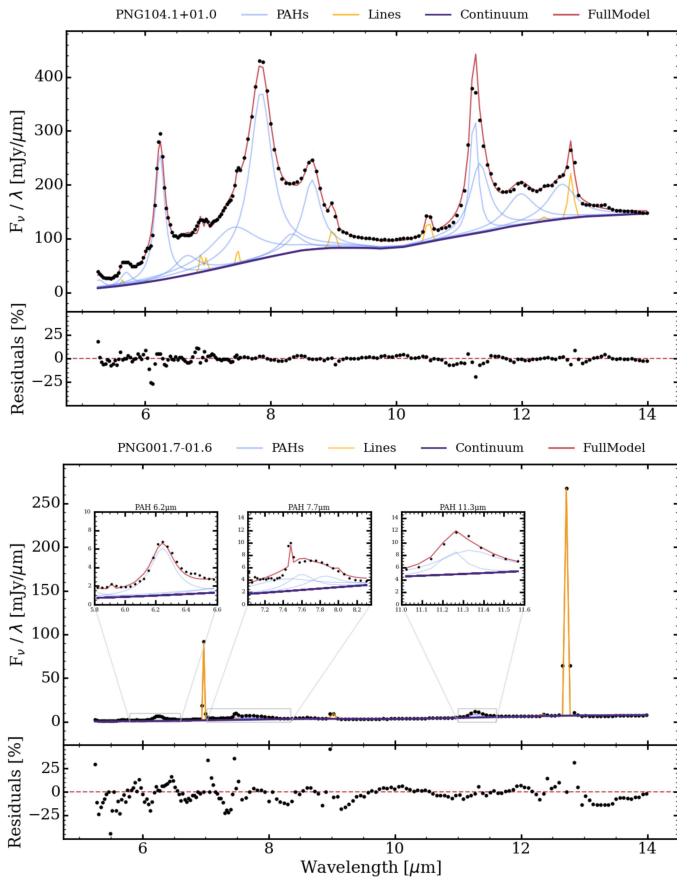 PNG104.1+01.0 PAHs Lines Continuum FullModel
400
300
200
100
0
F_ν / λ [mJy/μm]
25
0
−25
Residuals [%]
6 8 10 12 14
PNG001.7-01.6 PAHs Lines Continuum FullModel
250
200
150
100
50
0
F_ν / λ [mJy/μm]
PAH 6.2μm
10
8
6
4
2
0
5.8 6.0 6.2 6.4 6.6
PAH 7.7μm
14
12
10
8
6
4
2
0
7.2 7.4 7.6 7.8 8.0 8.2
PAH 11.3μm
14
12
10
8
6
4
2
0
11.0 11.1 11.2 11.3 11.4 11.5 11.6
25
0
−25
Residuals [%]
6 8 10 12 14
Wavelength [μm]